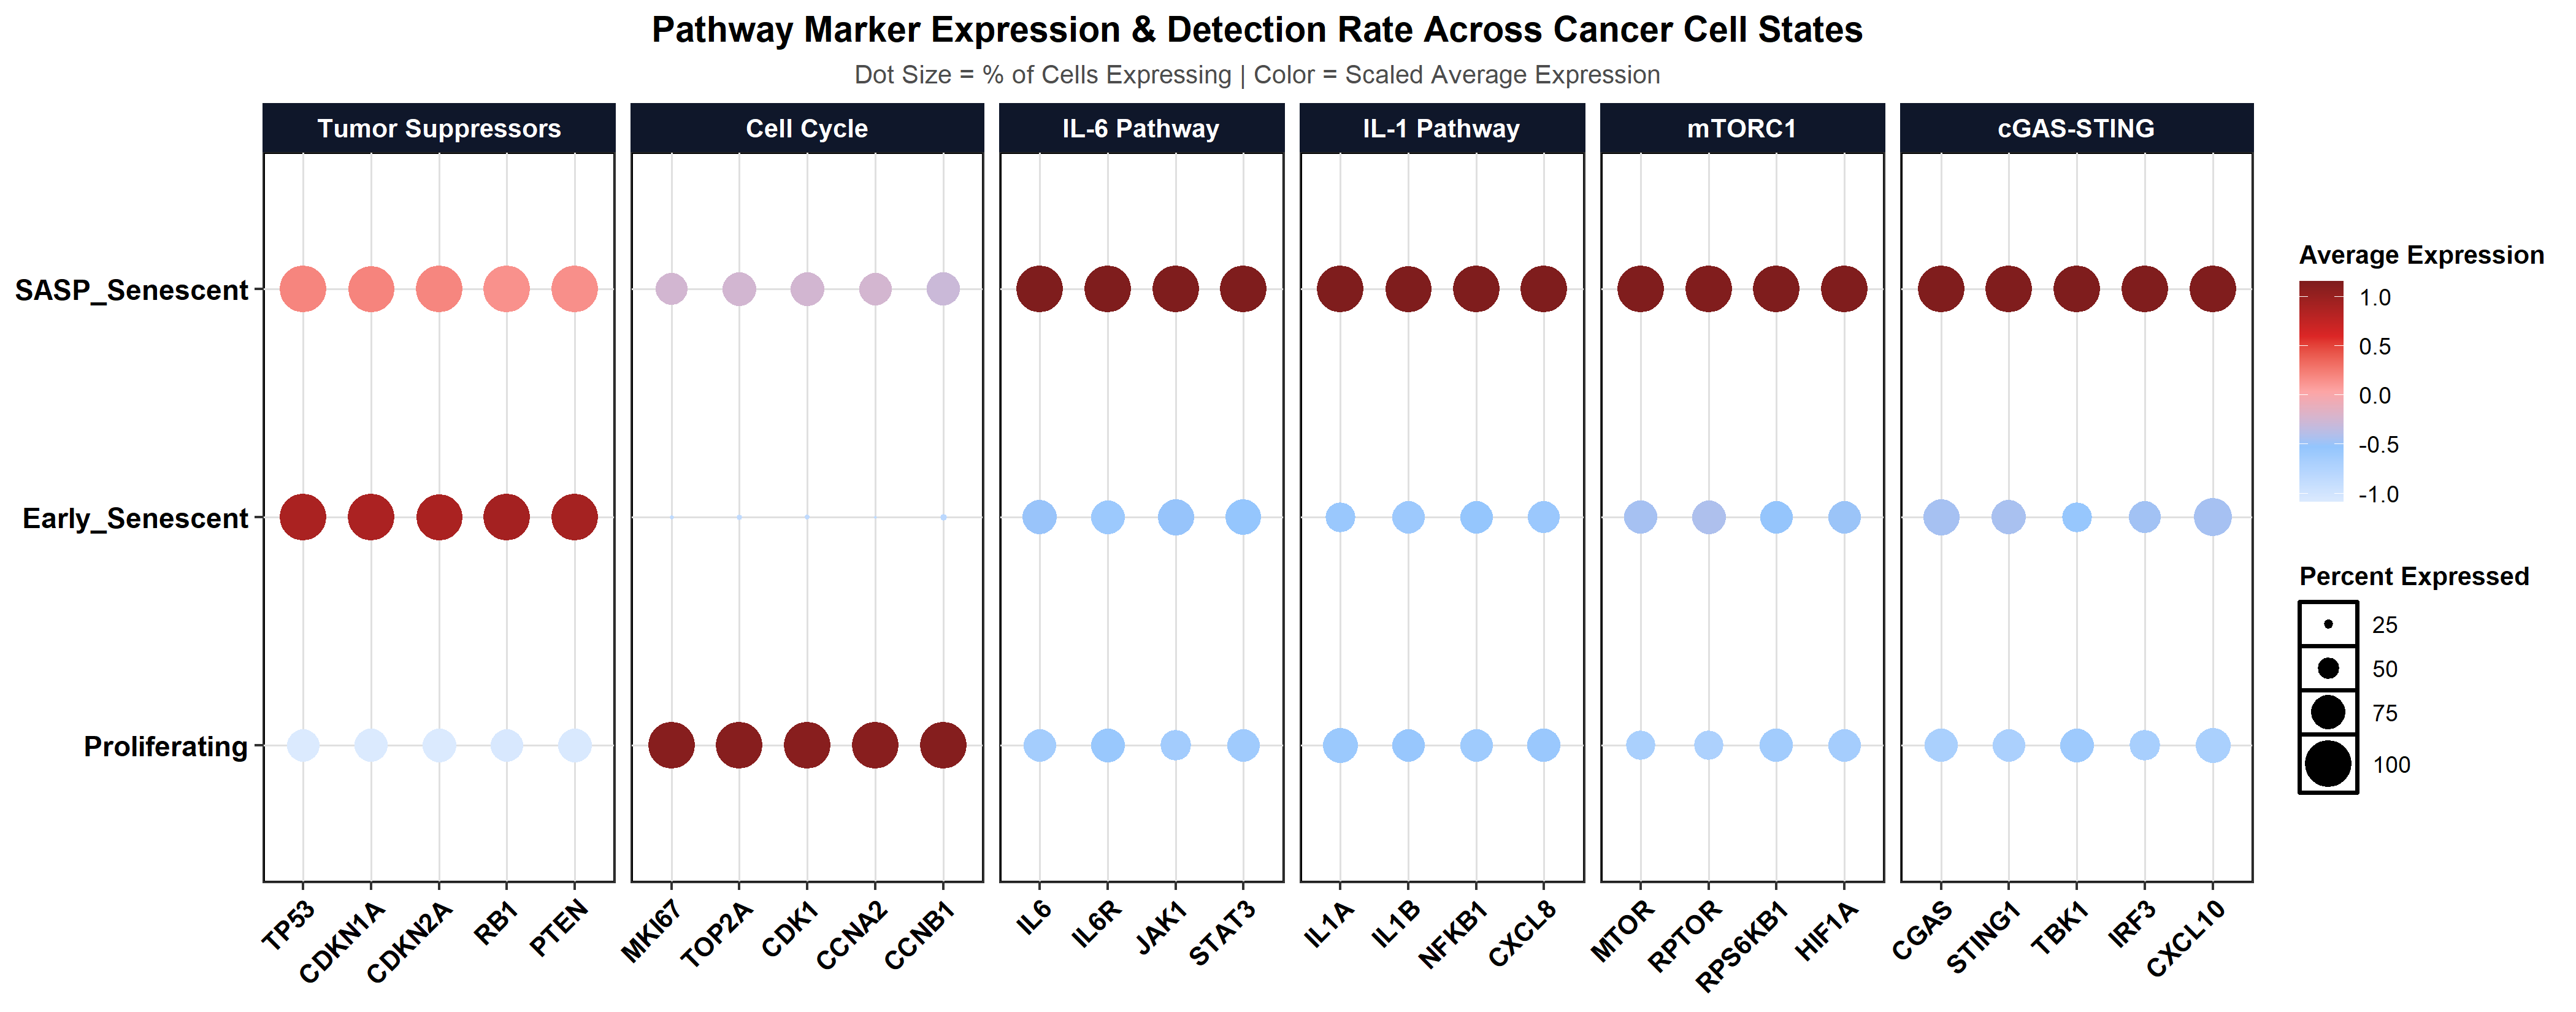 Pathway Marker Expression & Detection Rate Across Cancer Cell States
Dot Size = % of Cells Expressing | Color = Scaled Average Expression
Tumor Suppressors
Cell Cycle
IL-6 Pathway
IL-1 Pathway
mTORC1
cGAS-STING
SASP_Senescent
Early_Senescent
Proliferating
TP53
CDKN1A
CDKN2A
RB1
PTEN
MKI67
TOP2A
CDK1
CCNA2
CCNB1
IL6
IL6R
JAK1
STAT3
IL1A
IL1B
NFKB1
CXCL8
MTOR
RPTOR
RPS6KB1
HIF1A
CGAS
STING1
TBK1
IRF3
CXCL10
Average Expression
1.0
0.5
0.0
-0.5
-1.0
Percent Expressed
25
50
75
100